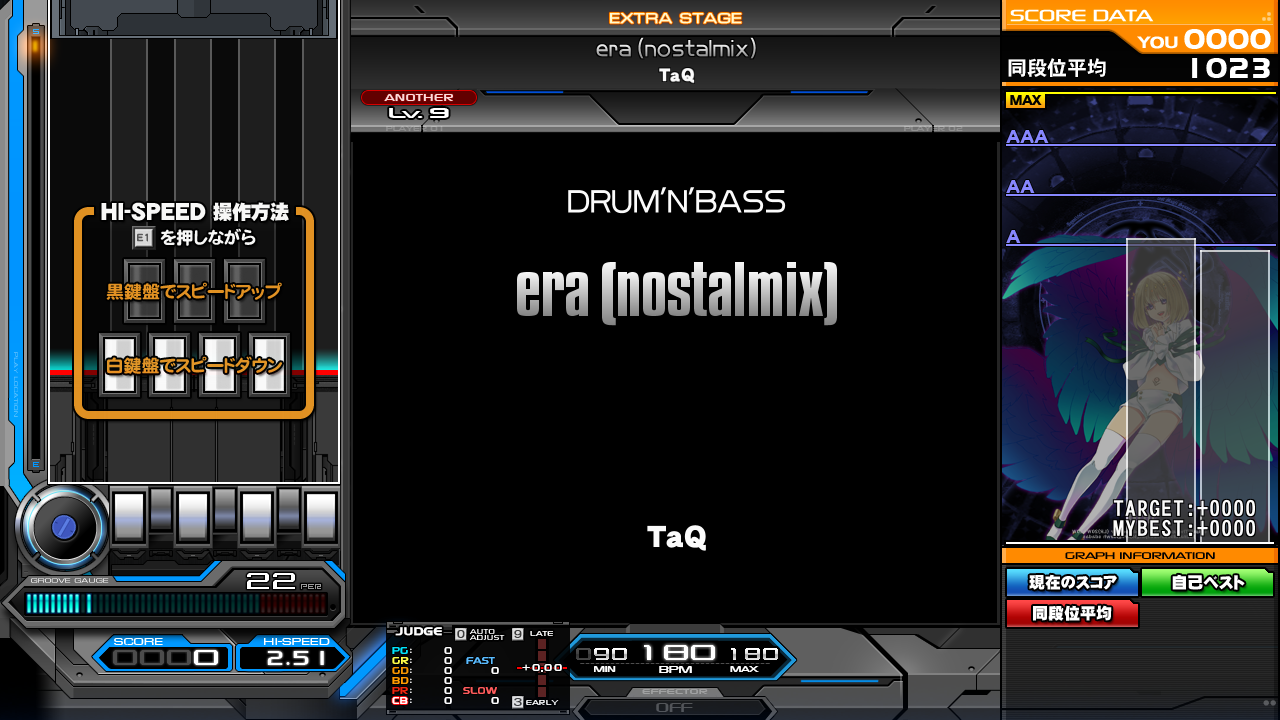 EXTRA STAGE
era (nostalmix)
TaQ
ANOTHER
Lv. 9
PLAYER 01
PLAYER 02
HI-SPEED 操作方法
E1 を押しながら
黒鍵盤でスピードアップ
白鍵盤でスピードダウン
DRUM'N'BASS
era (nostalmix)
TaQ
GROOVE GAUGE
22 PER
SCORE
0000
HI-SPEED
2.51
JUDGE
0 AUTO ADJUST
9 LATE
PG: 0
GR: 0
GD: 0
BD: 0
PR: 0
CB: 0
FAST
0
SLOW
0
+0.00
3 EARLY
090 180 180
MIN BPM MAX
EFFECTOR
OFF
SCORE DATA
YOU 0000
同段位平均 1023
MAX
AAA
AA
A
TARGET:+0000
MYBEST:+0000
GRAPH INFORMATION
現在のスコア
自己ベスト
同段位平均